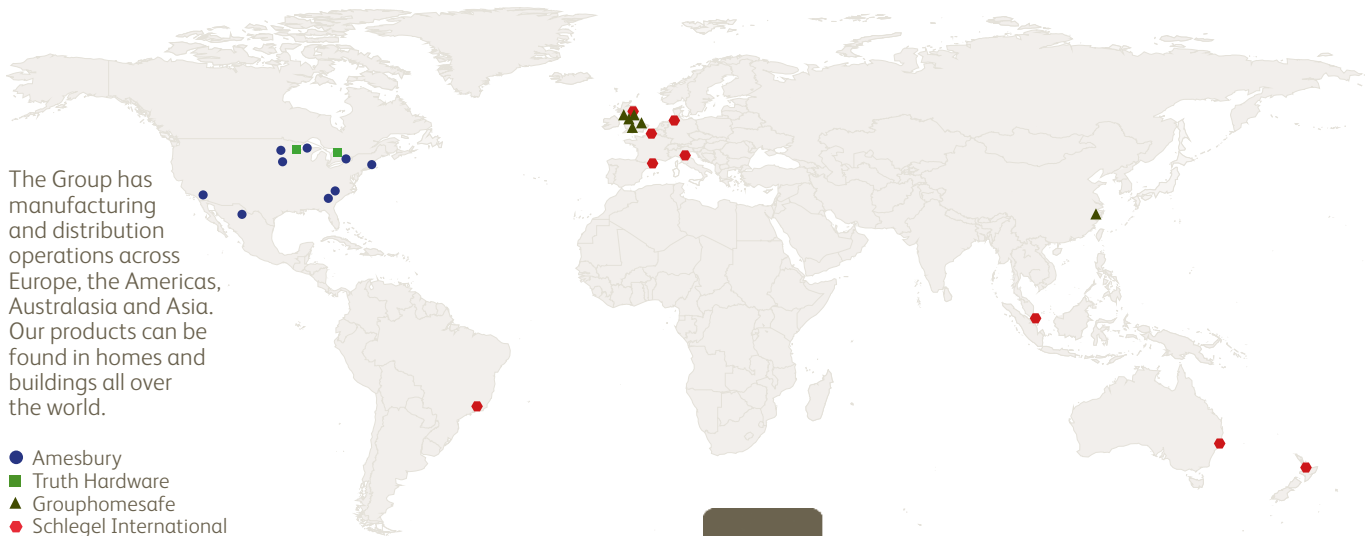 The Group has
manufacturing
and distribution
operations across
Europe, the Americas,
Australasia and Asia.
Our products can be
found in homes and
buildings all over
the world.
Amesbury
Truth Hardware
Grouphomesafe
Schlegel International